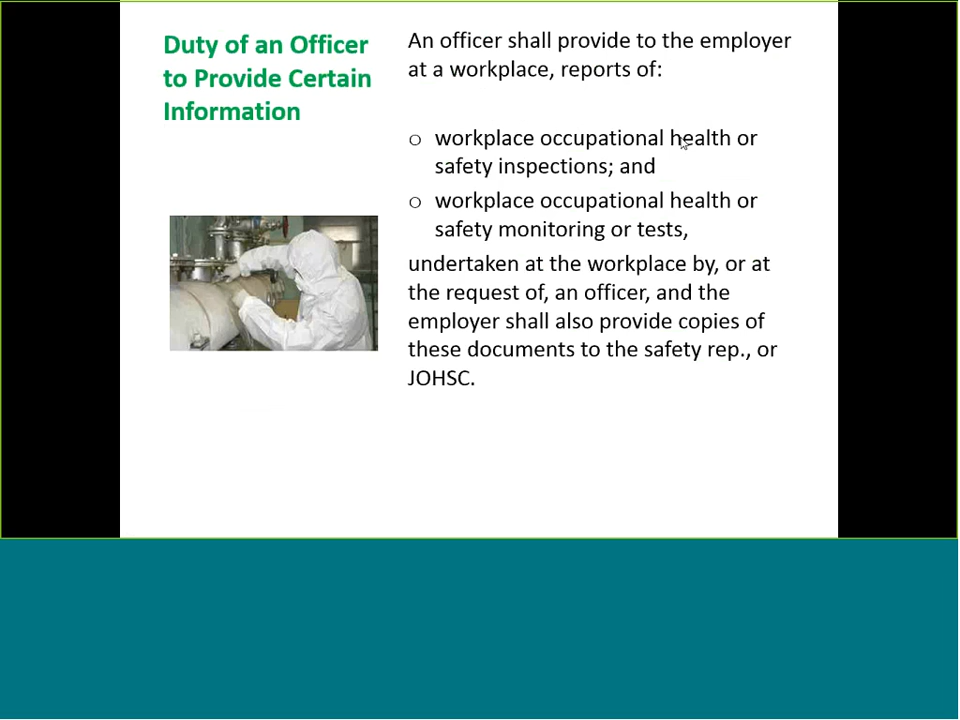 Duty of an Officer
to Provide Certain
Information
An officer shall provide to the employer
at a workplace, reports of:
o workplace occupational health or
safety inspections; and
o workplace occupational health or
safety monitoring or tests,
undertaken at the workplace by, or at
the request of, an officer, and the
employer shall also provide copies of
these documents to the safety rep., or
JOHSC.